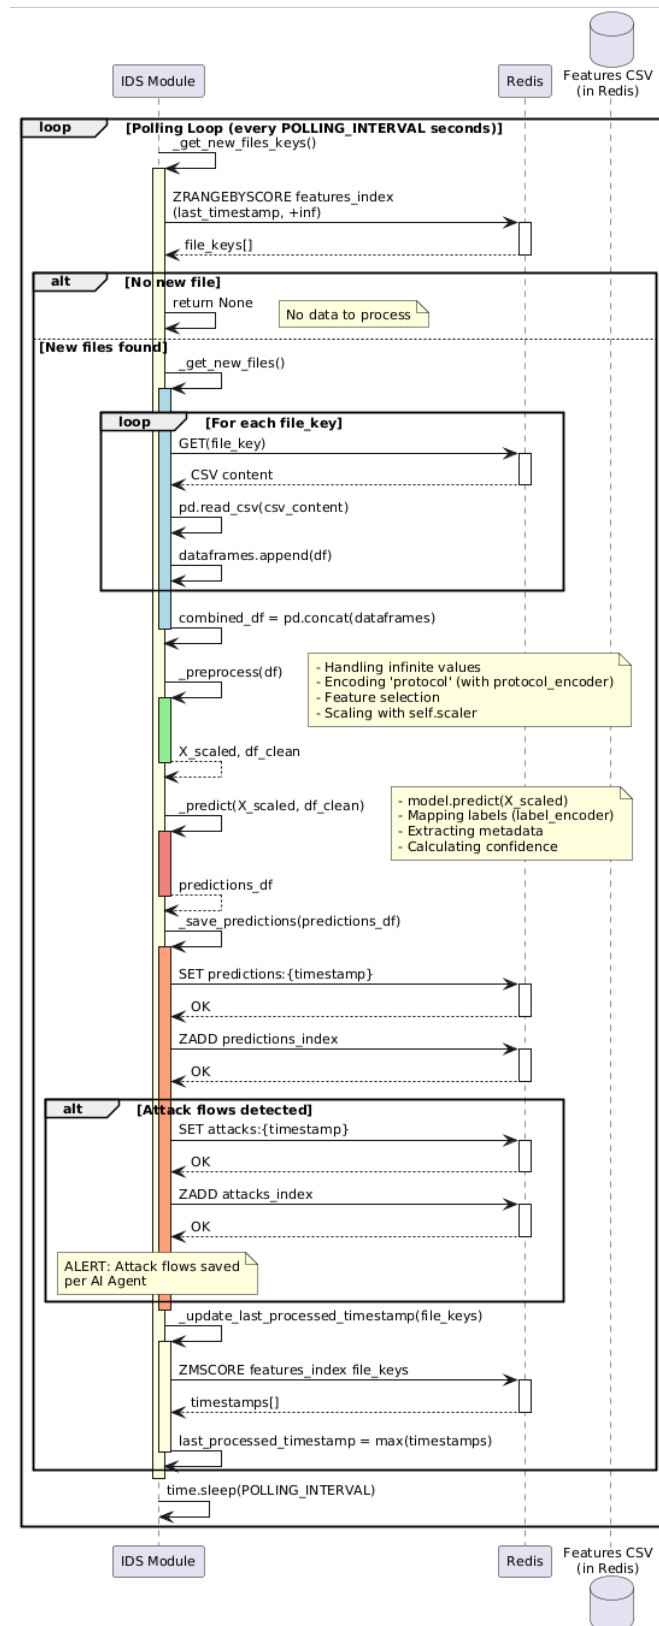 IDS Module
Redis
Features CSV
(in Redis)
loop
[Polling Loop (every POLLING_INTERVAL seconds)]
_get_new_files_keys()
ZRANGEBYSCORE features_index
(last_timestamp, +inf)
file_keys[]
alt
[No new file]
return None
No data to process
[New files found]
_get_new_files()
loop
[For each file_key]
GET(file_key)
CSV content
pd.read_csv(csv_content)
dataframes.append(df)
combined_df = pd.concat(dataframes)
_preprocess(df)
- Handling infinite values
- Encoding 'protocol' (with protocol_encoder)
- Feature selection
- Scaling with self.scaler
X_scaled, df_clean
_predict(X_scaled, df_clean)
- model.predict(X_scaled)
- Mapping labels (label_encoder)
- Extracting metadata
- Calculating confidence
predictions_df
_save_predictions(predictions_df)
SET predictions:{timestamp}
OK
ZADD predictions_index
OK
alt
[Attack flows detected]
SET attacks:{timestamp}
OK
ZADD attacks_index
OK
ALERT: Attack flows saved
per AI Agent
_update_last_processed_timestamp(file_keys)
ZMSCORE features_index file_keys
timestamps[]
last_processed_timestamp = max(timestamps)
time.sleep(POLLING_INTERVAL)
IDS Module
Redis
Features CSV
(in Redis)